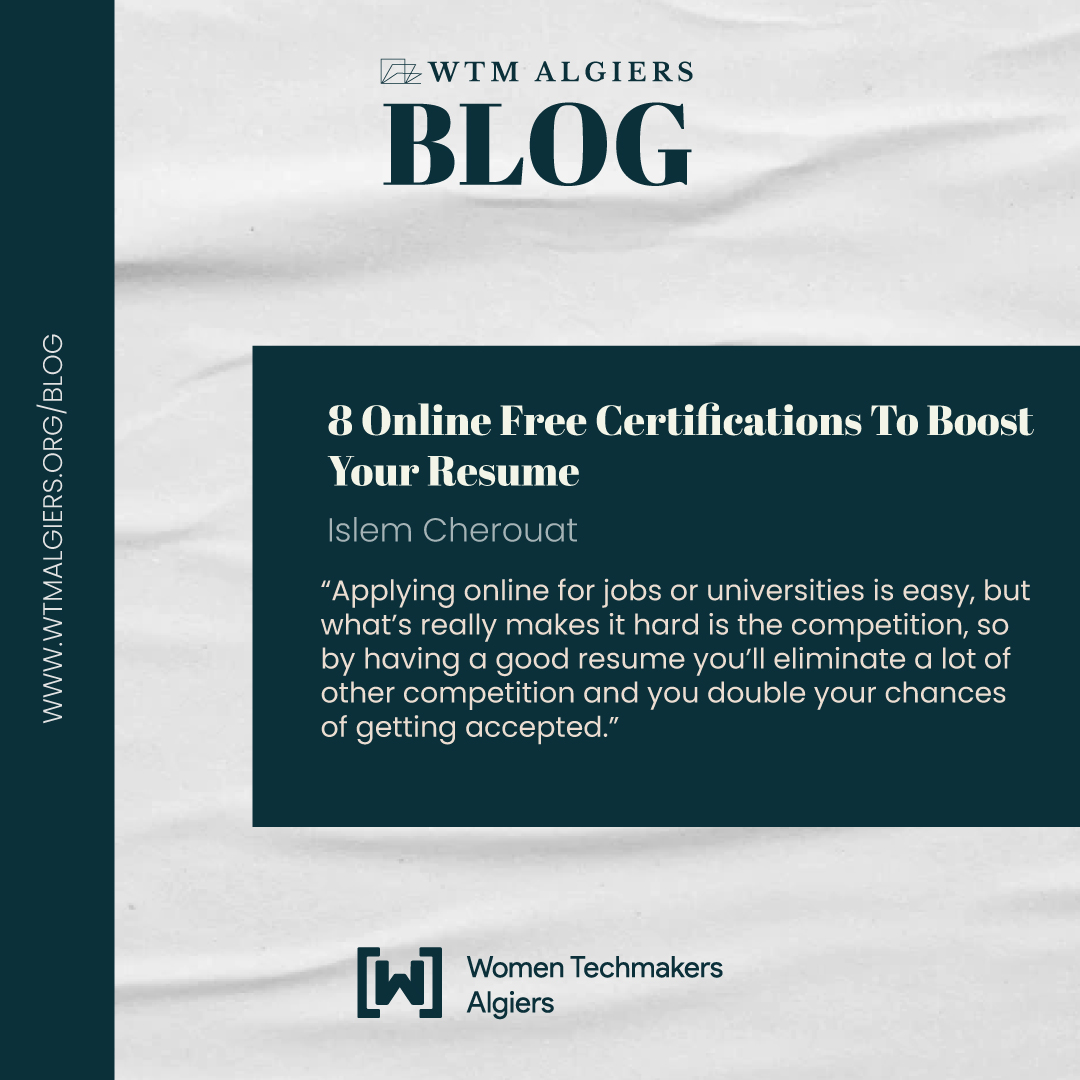 WTM ALGIERS
BLOG
WWW.WTMALGIERS.ORG/BLOG
8 Online Free Certifications To Boost
Your Resume
Islem Cherouat
“Applying online for jobs or universities is easy, but
what’s really makes it hard is the competition, so
by having a good resume you’ll eliminate a lot of
other competition and you double your chances
of getting accepted.”
[W] Women Techmakers
Algiers